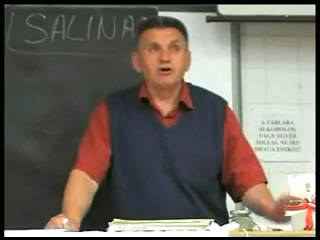 SALINA
A TÁBLÁRA
ALKOHOLOS,
VAGY EGYÉB
TOLLAL NE ÍRJ!
DRÁGA ESZKÖZ!